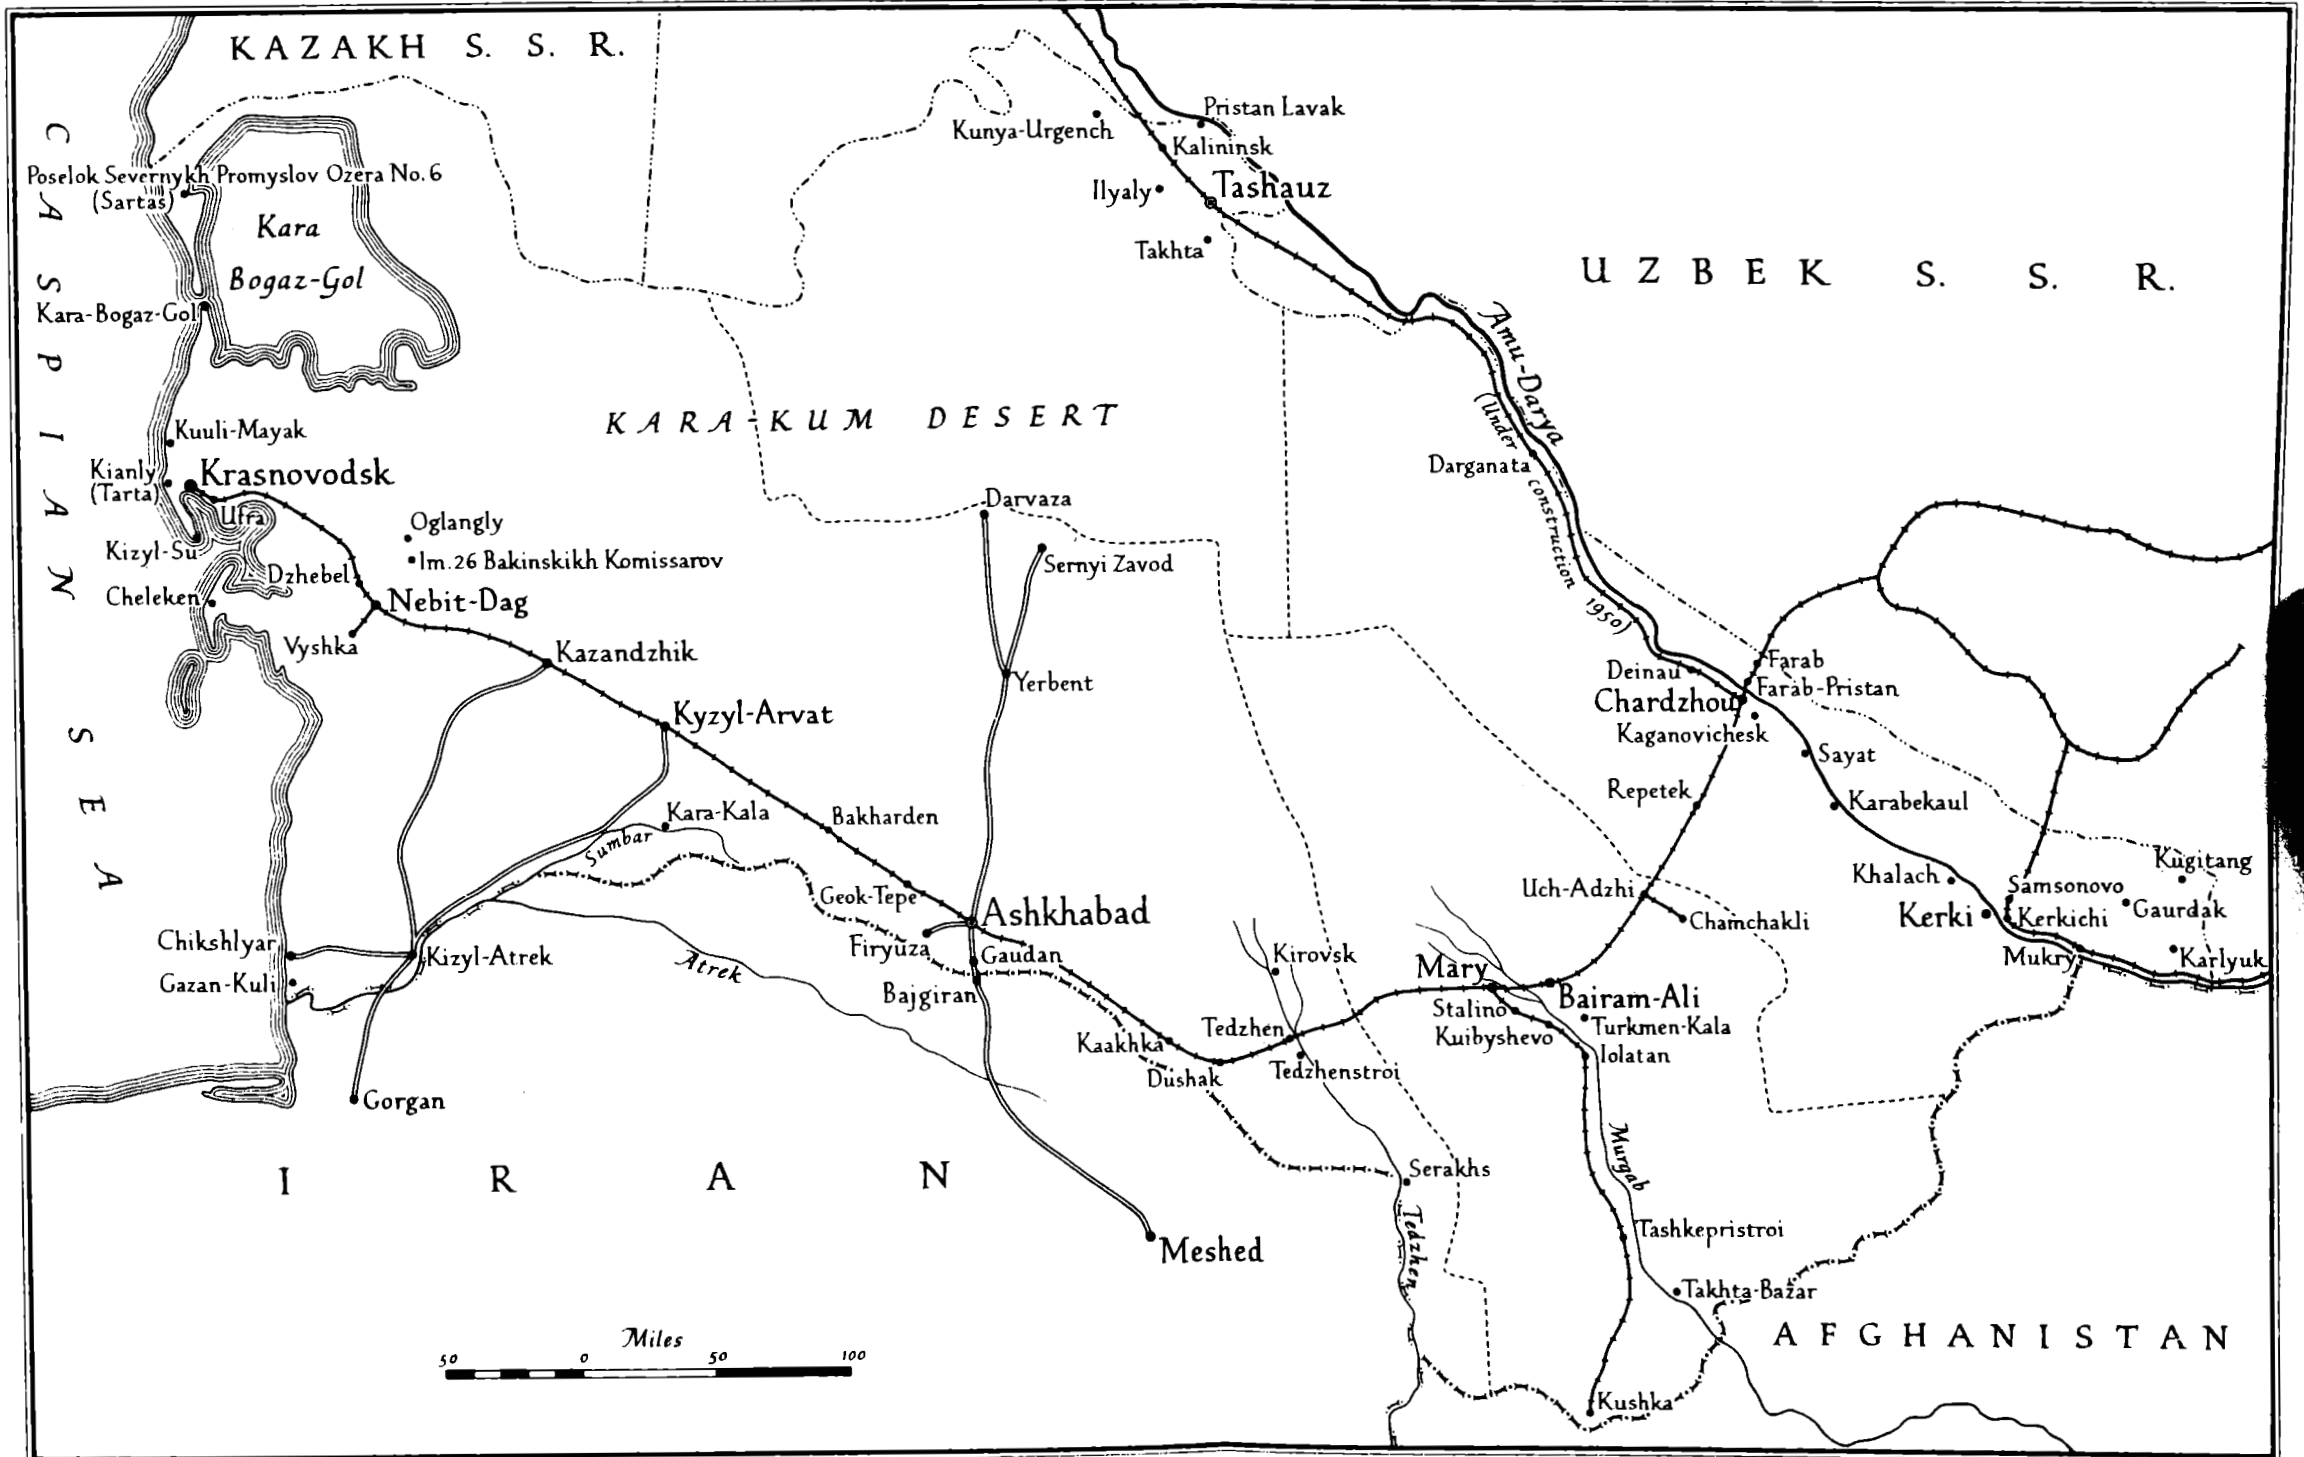 KAZAKH S. S. R.
CASPIAN SEA
Poselok Severnykh Promyslov Ozera No. 6
(Sartas)
Kara
Bogaz-Gol
Kara-Bogaz-Gol
Kuuli-Mayak
Kianly
(Tarta)
Krasnovodsk
Ufra
Kizyl-Su
Cheleken
Oglangly
Im. 26 Bakinskikh Komissarov
Dzhebel
Nebit-Dag
Vyshka
Kazandzhik
Kyzyl-Arvat
Kara-Kala
Sumbar
Bakharden
Geok-Tepe
Ashkhabad
Firyuza
Gaudan
Bajgiran
Chikshlyar
Gazan-Kuli
Kizyl-Atrek
Atrek
Gorgan
IRAN
Meshed
Miles
50 0 50 100
KARA-KUM DESERT
Darvaza
Sernyi Zavod
Yerbent
Kunya-Urgench
Pristan Lavak
Kalininsk
Ilyaly
Tashauz
Takhta
UZBEK S. S. R.
Amu-Darya
(Under construction 1950)
Darganata
Deinau
Farab
Farab-Pristan
Chardzhou
Kaganovichesk
Sayat
Repetek
Karabekaul
Uch-Adzhi
Chamchakli
Khalach
Kerki
Samsonovo
Kerkichi
Kugitang
Gaurdak
Mukry
Karlyuk
Kirovsk
Mary
Bairam-Ali
Stalino
Turkmen-Kala
Kuibyshevo
Iolatan
Tedzhen
Tedzhenstroi
Kaakhka
Dushak
Serakhs
Tedzhen
Murgab
Tashkepristroi
Takhta-Bazar
AFGHANISTAN
Kushka